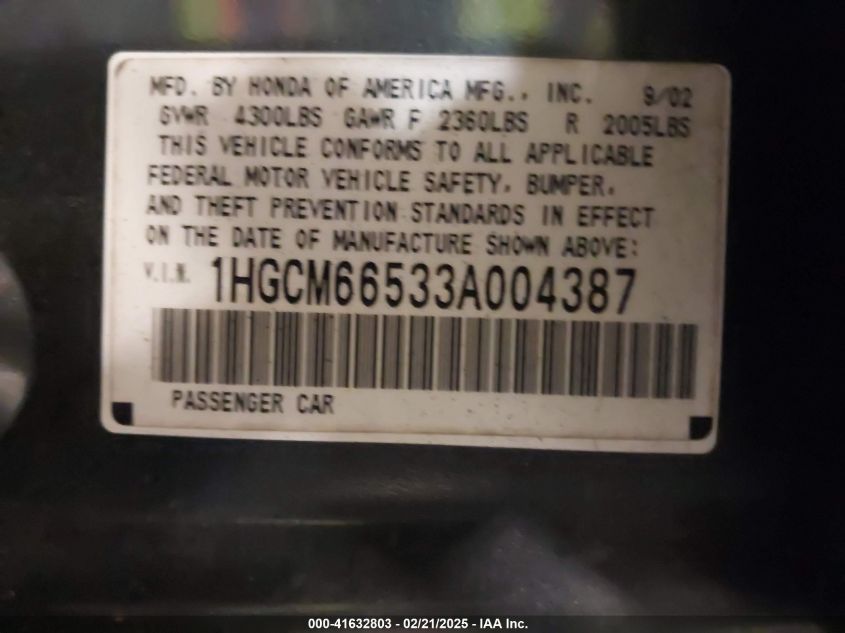 MFD. BY HONDA OF AMERICA MFG., INC. 9/02
GVWR 4300LBS GAWR F 2360LBS R 2005LBS
THIS VEHICLE CONFORMS TO ALL APPLICABLE
FEDERAL MOTOR VEHICLE SAFETY, BUMPER,
AND THEFT PREVENTION STANDARDS IN EFFECT
ON THE DATE OF MANUFACTURE SHOWN ABOVE:
V.I.N. 1HGCM66533A004387
PASSENGER CAR
000-41632803 - 02/21/2025 - IAA Inc.